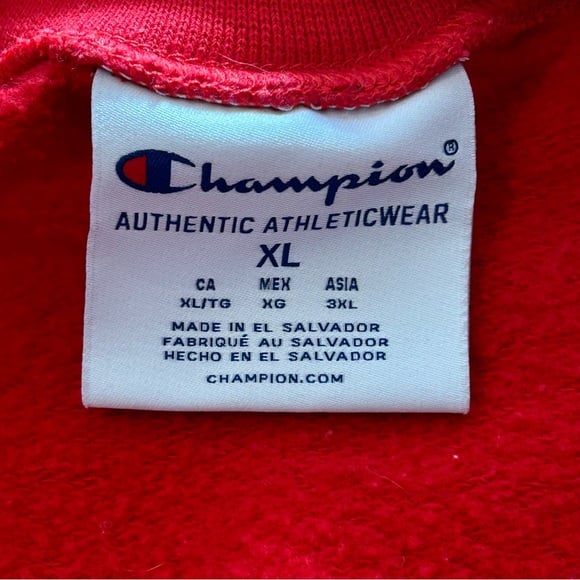 Champion®
AUTHENTIC ATHLETICWEAR
XL
CA MEX ASIA
XL/TG XG 3XL
MADE IN EL SALVADOR
FABRIQUÉ AU SALVADOR
HECHO EN EL SALVADOR
CHAMPION.COM